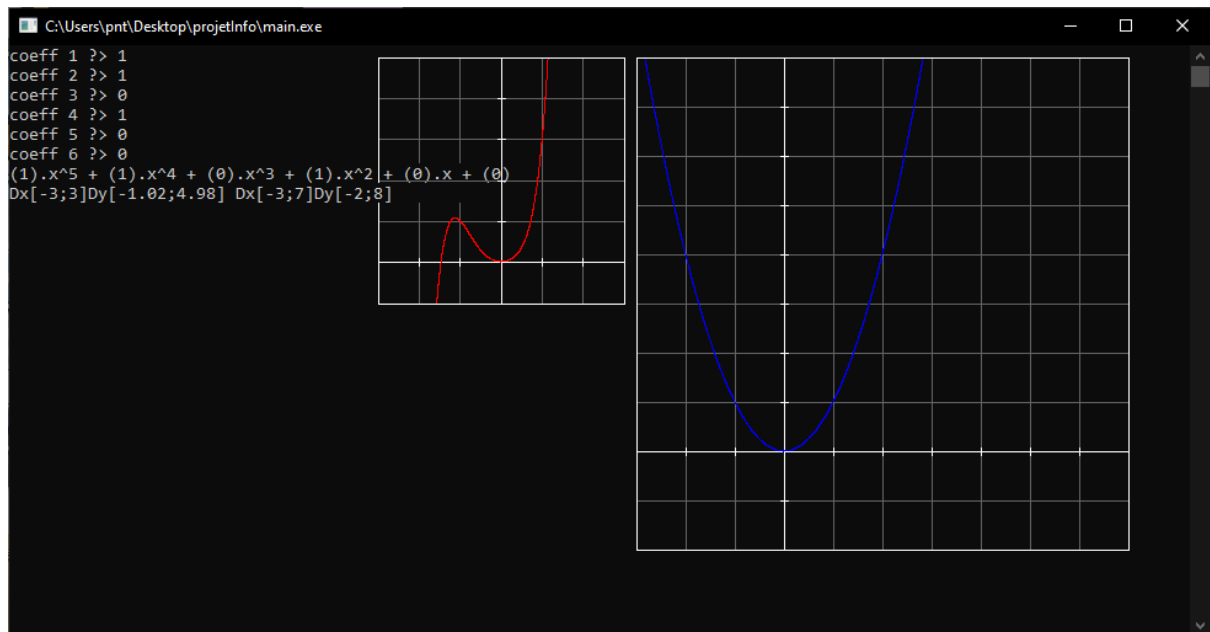 C:\Users\pnt\Desktop\projetInfo\main.exe
coeff 1 ?> 1
coeff 2 ?> 1
coeff 3 ?> 0
coeff 4 ?> 1
coeff 5 ?> 0
coeff 6 ?> 0
(1).x^5 + (1).x^4 + (0).x^3 + (1).x^2 + (0).x + (0)
Dx[-3;3]Dy[-1.02;4.98] Dx[-3;7]Dy[-2;8]